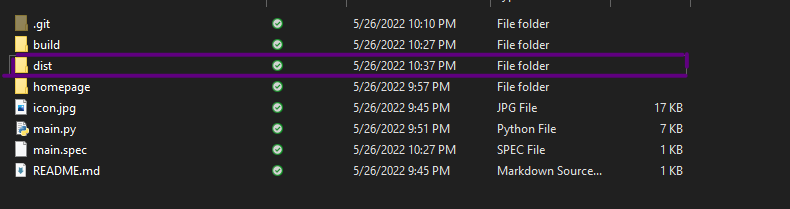 .git 5/26/2022 10:10 PM File folder
build 5/26/2022 10:27 PM File folder
dist 5/26/2022 10:37 PM File folder
homepage 5/26/2022 9:57 PM File folder
icon.jpg 5/26/2022 9:45 PM JPG File 17 KB
main.py 5/26/2022 9:51 PM Python File 7 KB
main.spec 5/26/2022 10:27 PM SPEC File 1 KB
README.md 5/26/2022 9:45 PM Markdown Source... 1 KB